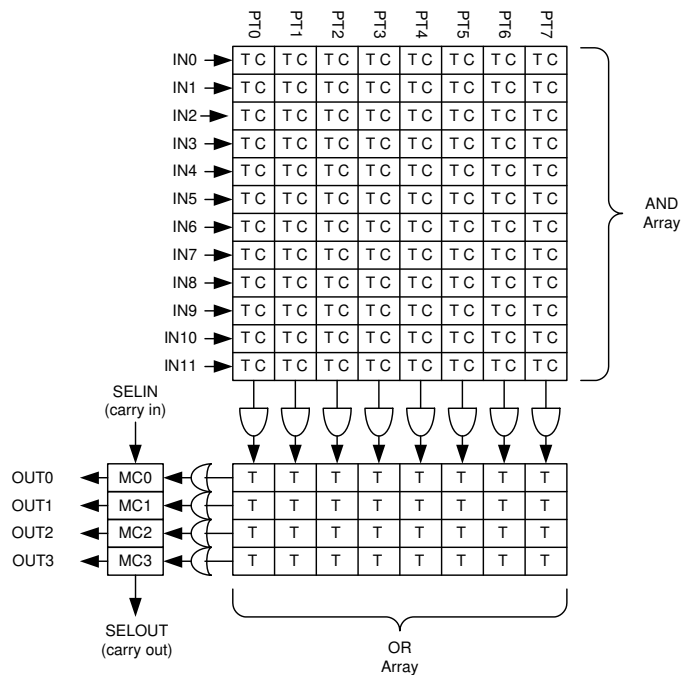 PT0 PT1 PT2 PT3 PT4 PT5 PT6 PT7
IN0 T C T C T C T C T C T C T C T C
IN1 T C T C T C T C T C T C T C T C
IN2 T C T C T C T C T C T C T C T C
IN3 T C T C T C T C T C T C T C T C
IN4 T C T C T C T C T C T C T C T C
IN5 T C T C T C T C T C T C T C T C
IN6 T C T C T C T C T C T C T C T C
IN7 T C T C T C T C T C T C T C T C
IN8 T C T C T C T C T C T C T C T C
IN9 T C T C T C T C T C T C T C T C
IN10 T C T C T C T C T C T C T C T C
IN11 T C T C T C T C T C T C T C T C
AND
Array
SELIN
(carry in)
OUT0 MC0 T T T T T T T T
OUT1 MC1 T T T T T T T T
OUT2 MC2 T T T T T T T T
OUT3 MC3 T T T T T T T T
SELOUT
(carry out)
OR
Array